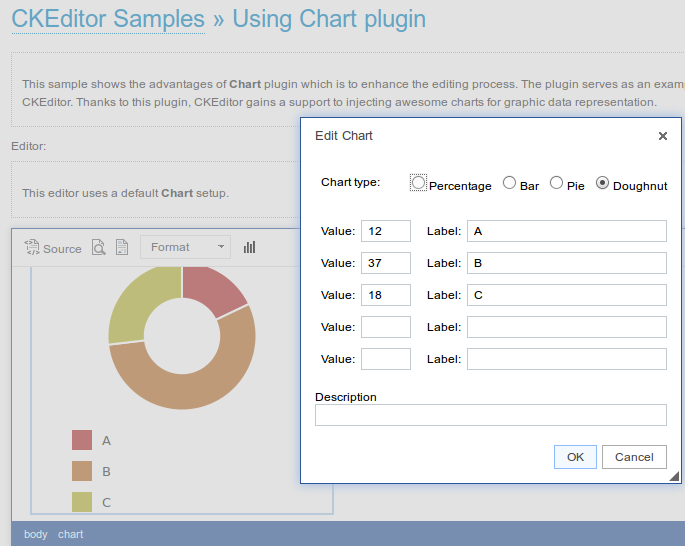 CKEditor Samples » Using Chart plugin
This sample shows the advantages of Chart plugin which is to enhance the editing process. The plugin serves as an exam
CKEditor. Thanks to this plugin, CKEditor gains a support to injecting awesome charts for graphic data representation.
Editor:
This editor uses a default Chart setup.
Source Format
A
B
C
body chart
Edit Chart
Chart type: Percentage Bar Pie Doughnut
Value: 12 Label: A
Value: 37 Label: B
Value: 18 Label: C
Value: Label:
Value: Label:
Description
OK Cancel